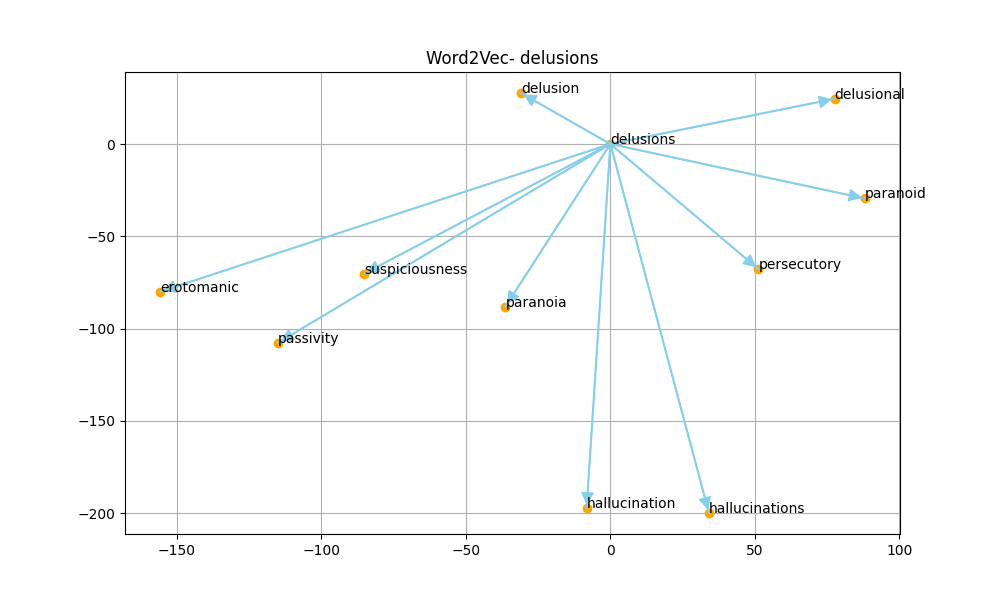 Word2Vec- delusions
delusion
delusional
delusions
paranoid
persecutory
suspiciousness
erotomanic
paranoia
passivity
hallucination
hallucinations
0
−50
−100
−150
−200
−150
−100
−50
0
50
100